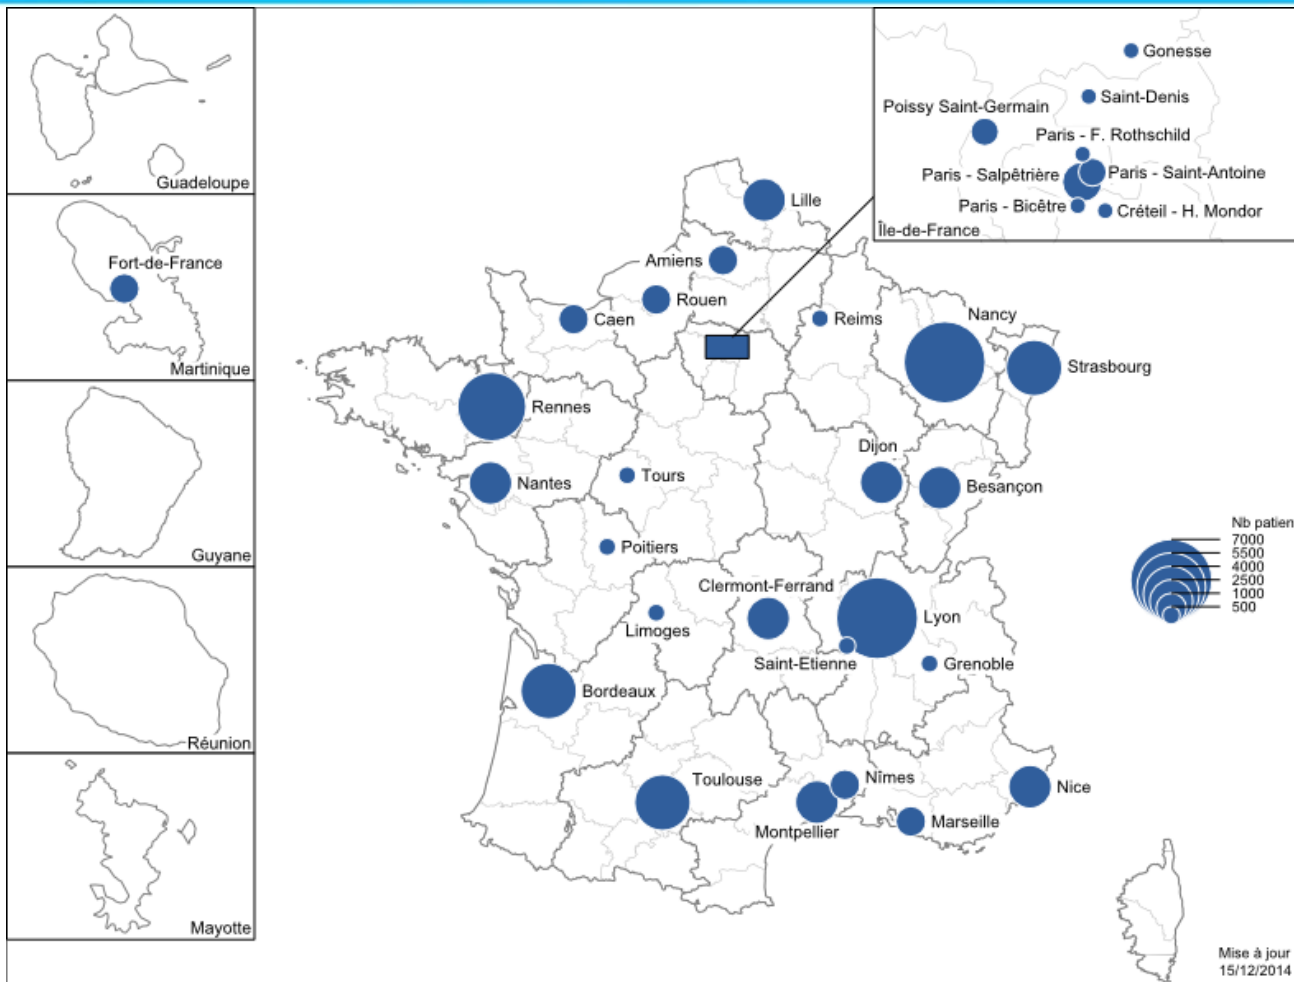 Gonesse
Saint-Denis
Poissy Saint-Germain
Paris - F. Rothschild
Paris - Salpêtrière
Paris - Saint-Antoine
Paris - Bicêtre
Créteil - H. Mondor
Île-de-France
Guadeloupe
Fort-de-France
Martinique
Guyane
Réunion
Mayotte
Lille
Amiens
Rouen
Caen
Reims
Nancy
Strasbourg
Rennes
Dijon
Nantes
Tours
Besançon
Poitiers
Clermont-Ferrand
Lyon
Limoges
Saint-Etienne
Grenoble
Bordeaux
Toulouse
Nîmes
Nice
Montpellier
Marseille
Nb patien
7000
5500
4000
2500
1000
500
Mise à jour
15/12/2014